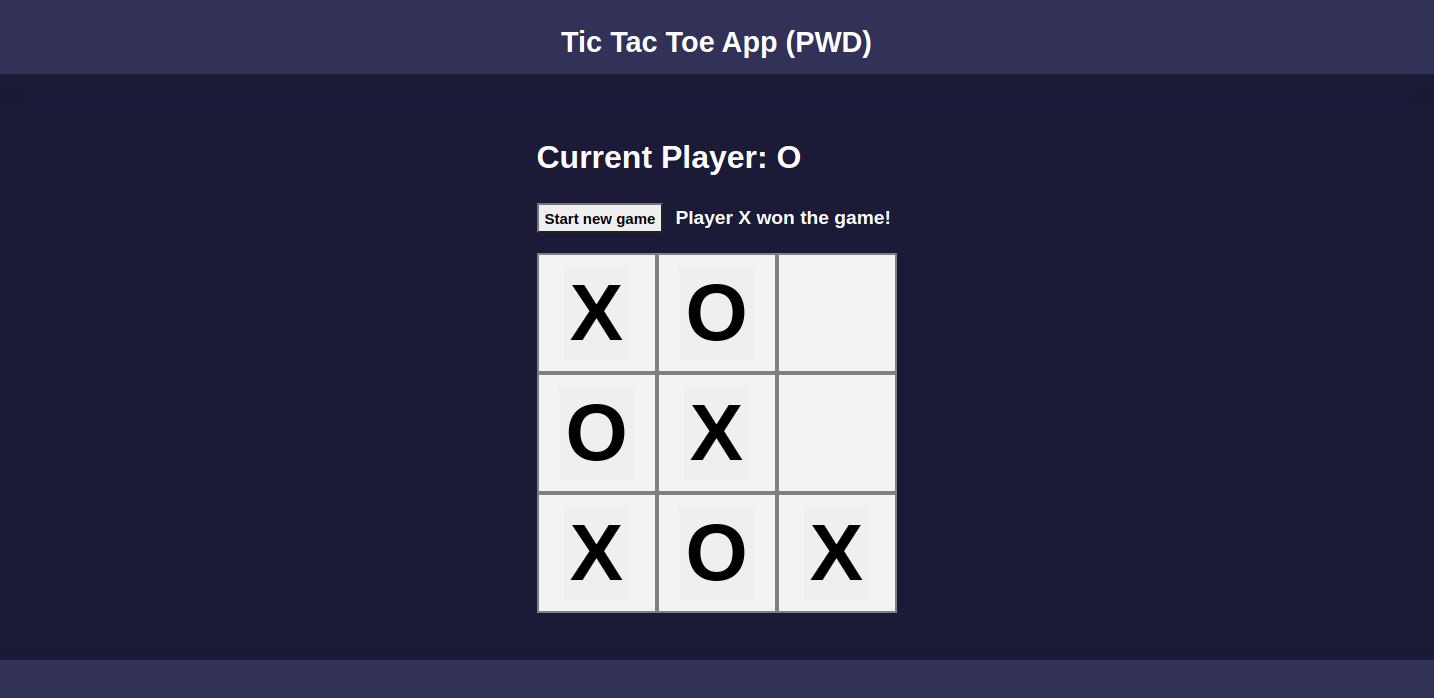 Tic Tac Toe App (PWD)
Current Player: O
Start new game Player X won the game!
X O
O X
X O X